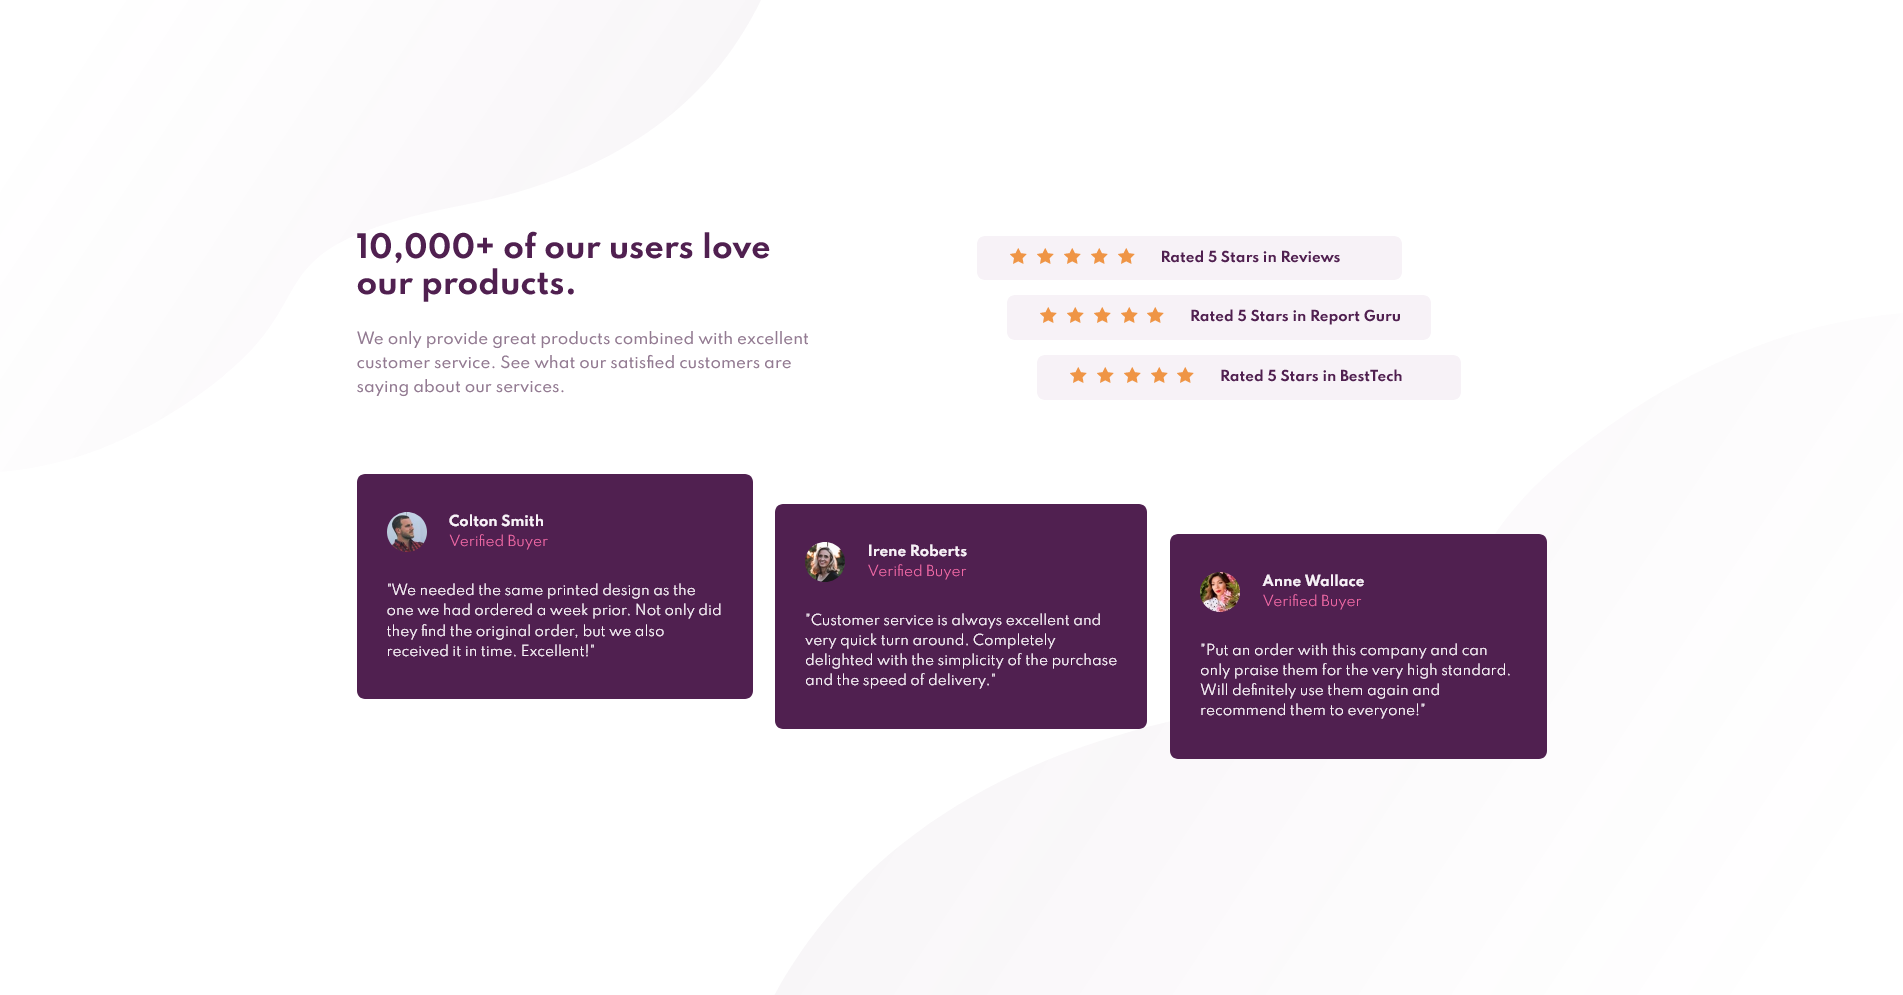 10,000+ of our users love
our products.
We only provide great products combined with excellent
customer service. See what our satisfied customers are
saying about our services.
Rated 5 Stars in Reviews
Rated 5 Stars in Report Guru
Rated 5 Stars in BestTech
Colton Smith
Verified Buyer
"We needed the same printed design as the
one we had ordered a week prior. Not only did
they find the original order, but we also
received it in time. Excellent!"
Irene Roberts
Verified Buyer
"Customer service is always excellent and
very quick turn around. Completely
delighted with the simplicity of the purchase
and the speed of delivery."
Anne Wallace
Verified Buyer
"Put an order with this company and can
only praise them for the very high standard.
Will definitely use them again and
recommend them to everyone!"